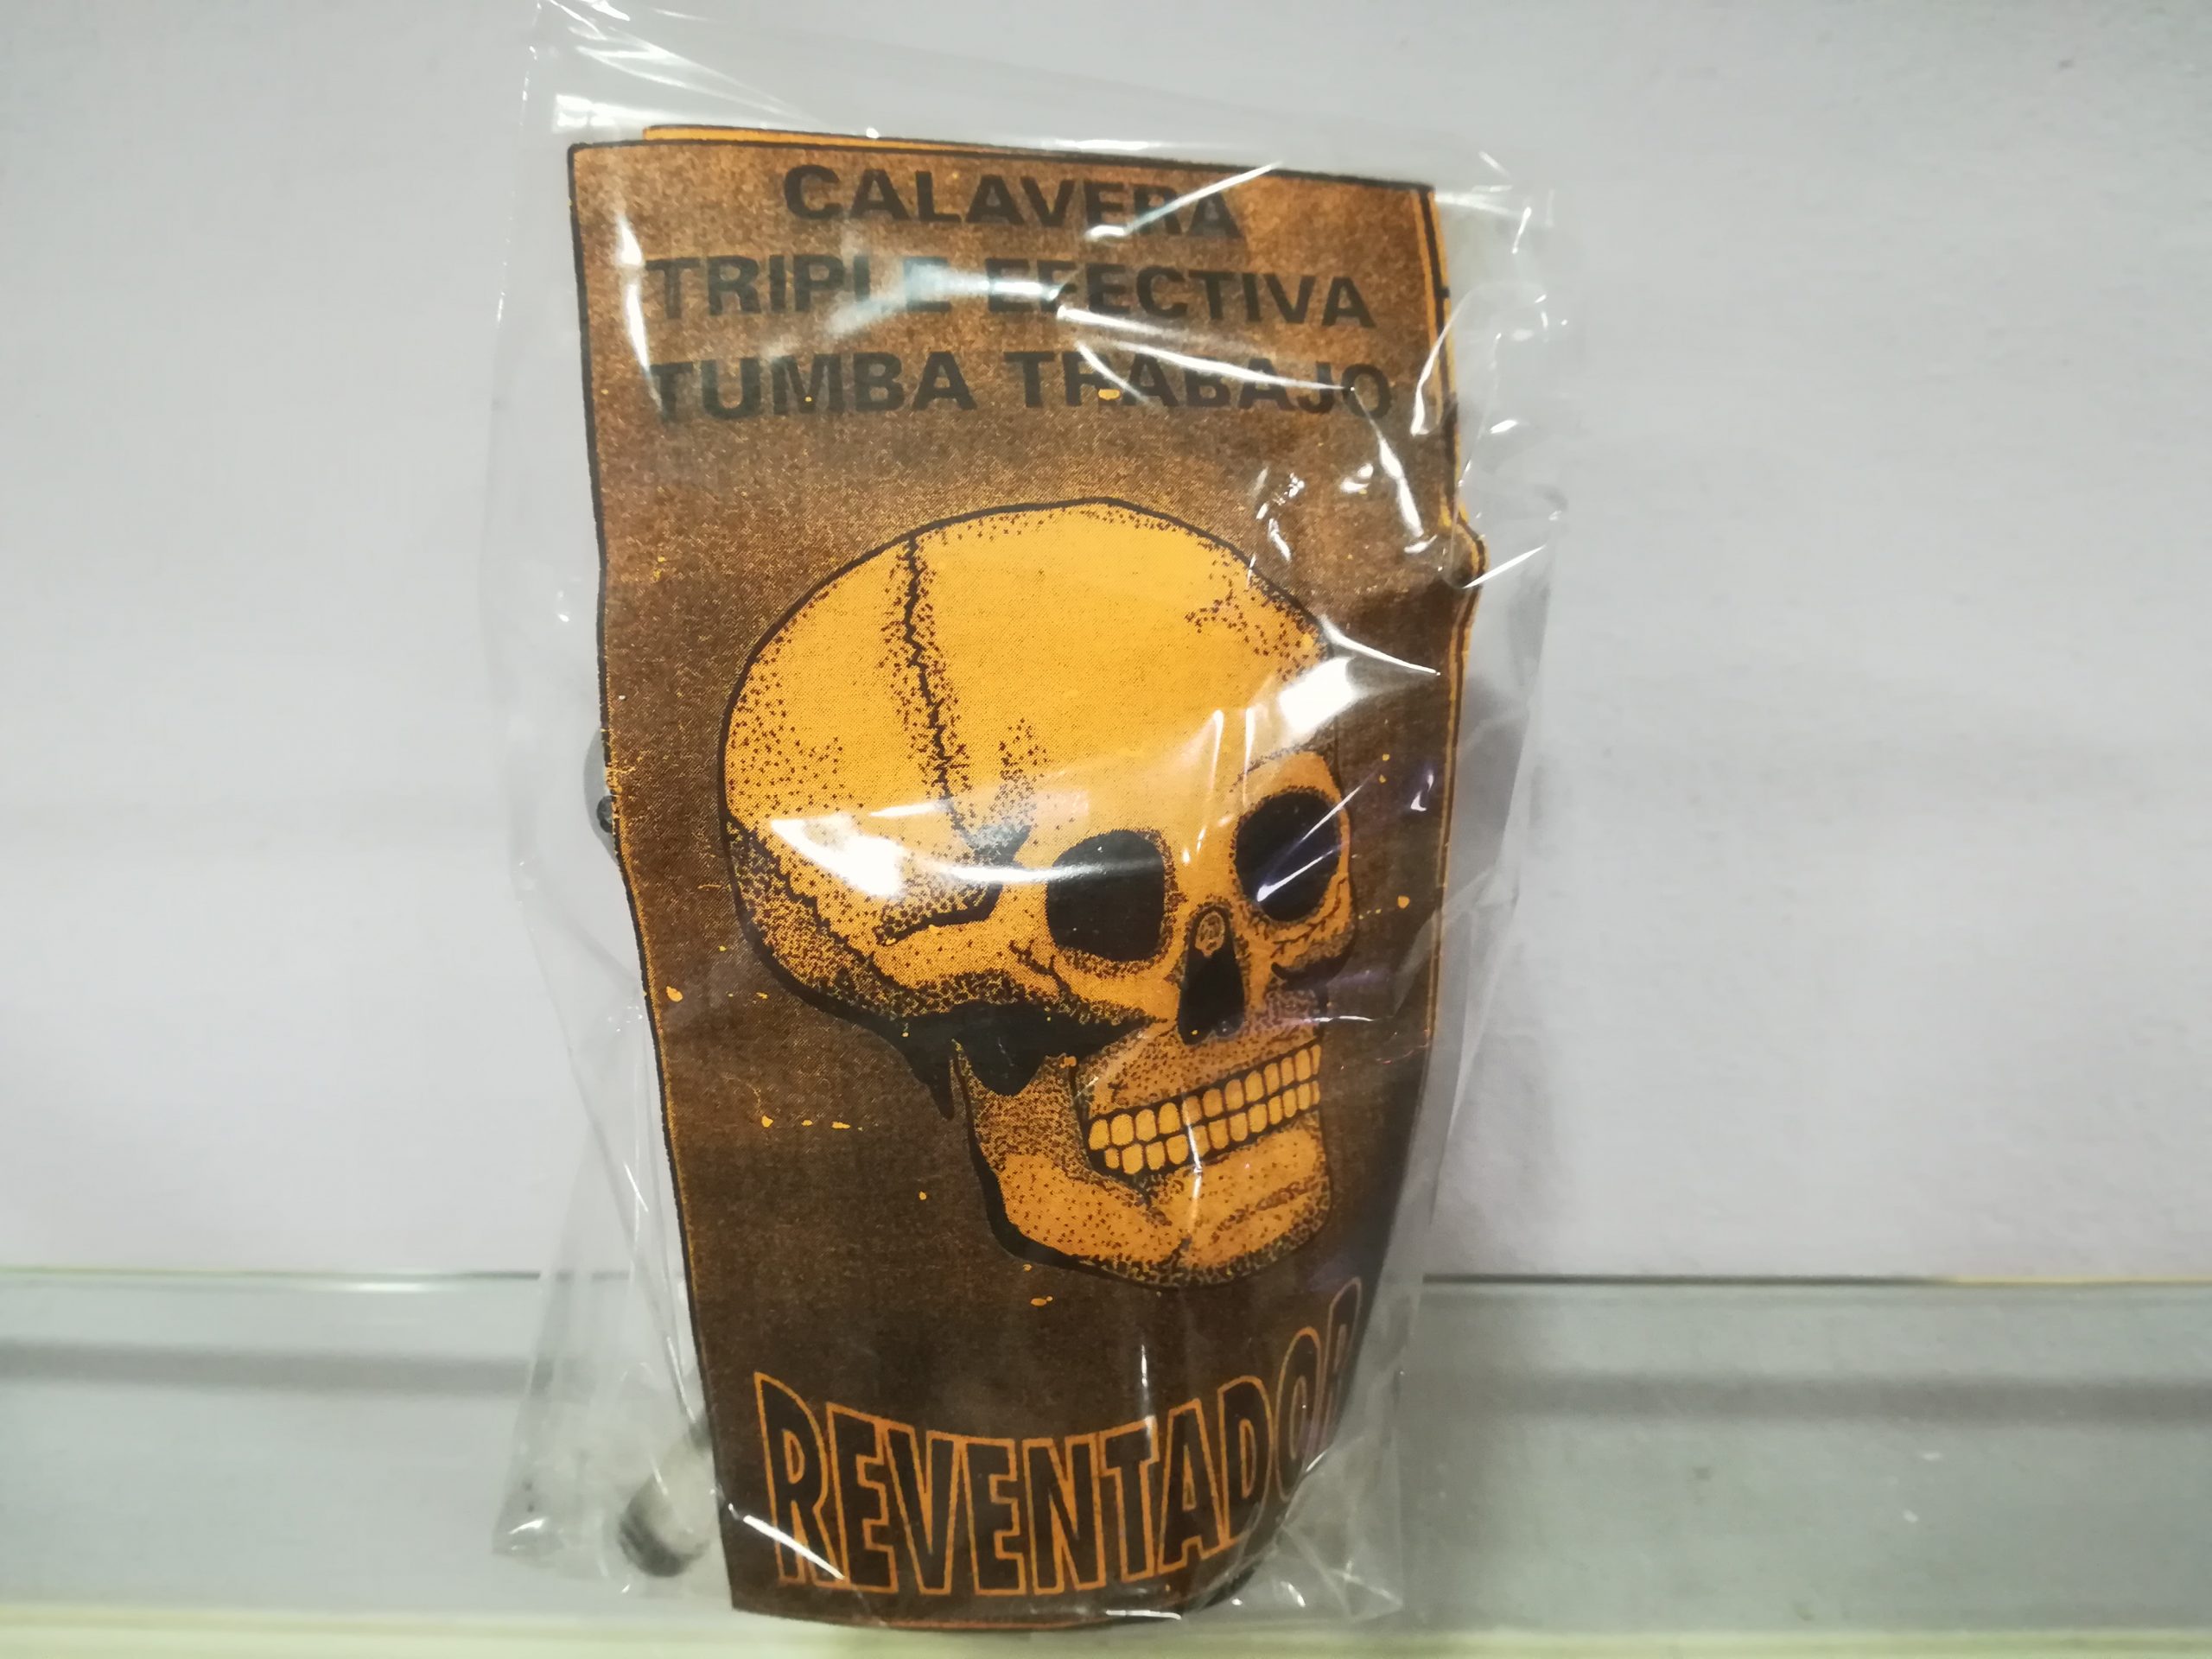 CALAVERA
TRIPLE EFECTIVA
TUMBA TRABAJO
REVENTADOR